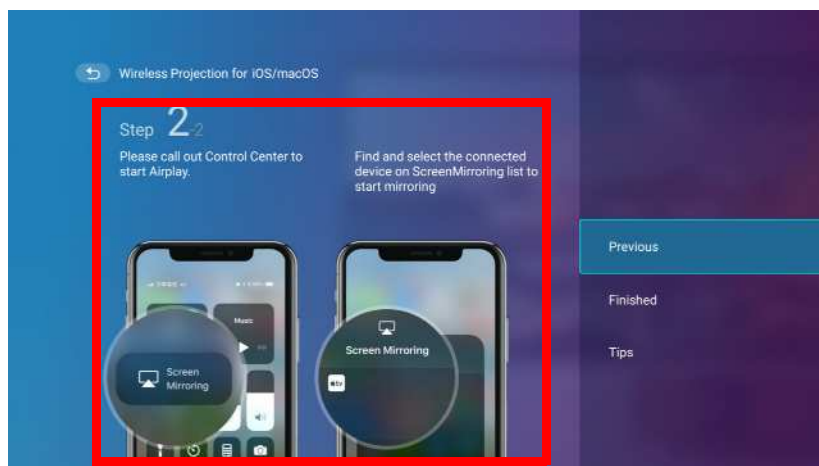 Wireless Projection for iOS/macOS
Step 2-2
Please call out Control Center to
start Airplay.
Find and select the connected
device on ScreenMirroring list to
start mirroring
Music
Screen
Mirroring
Screen Mirroring
tv
Previous
Finished
Tips